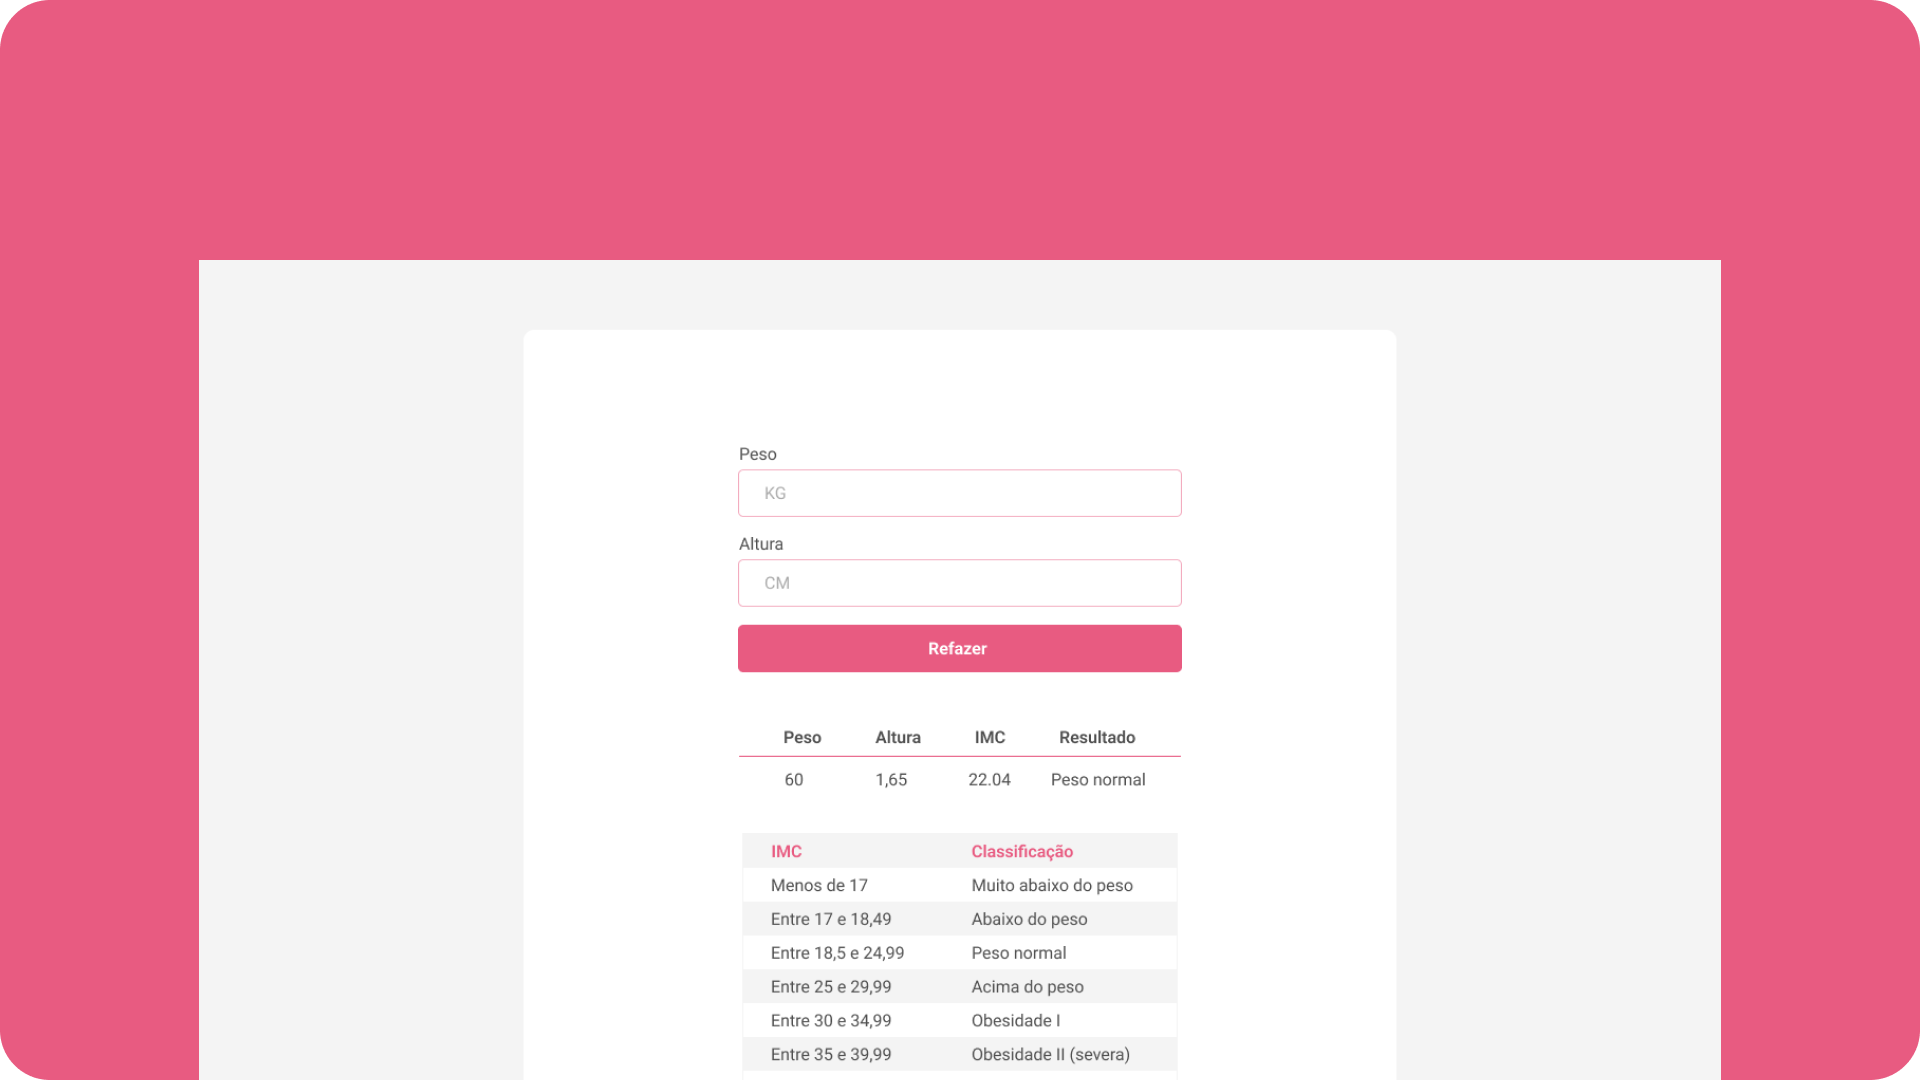 Peso
KG
Altura
CM
Refazer
Peso Altura IMC Resultado
60 1,65 22.04 Peso normal
IMC Classificação
Menos de 17 Muito abaixo do peso
Entre 17 e 18,49 Abaixo do peso
Entre 18,5 e 24,99 Peso normal
Entre 25 e 29,99 Acima do peso
Entre 30 e 34,99 Obesidade I
Entre 35 e 39,99 Obesidade II (severa)